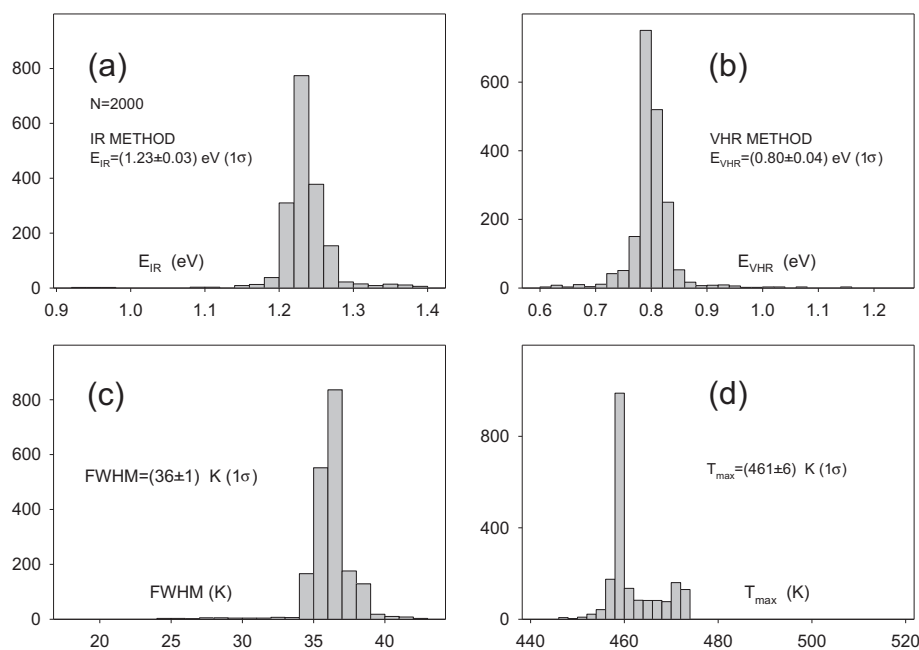 (a)
N=2000
IR METHOD
E_IR=(1.23±0.03) eV (1σ)
800
600
400
200
0
E_IR (eV)
0.9 1.0 1.1 1.2 1.3 1.4
(b)
VHR METHOD
E_VHR=(0.80±0.04) eV (1σ)
600
400
200
0
E_VHR (eV)
0.6 0.7 0.8 0.9 1.0 1.1 1.2
(c)
FWHM=(36±1) K (1σ)
800
600
400
200
0
FWHM (K)
20 25 30 35 40
(d)
T_max=(461±6) K (1σ)
800
400
0
T_max (K)
440 460 480 500 520